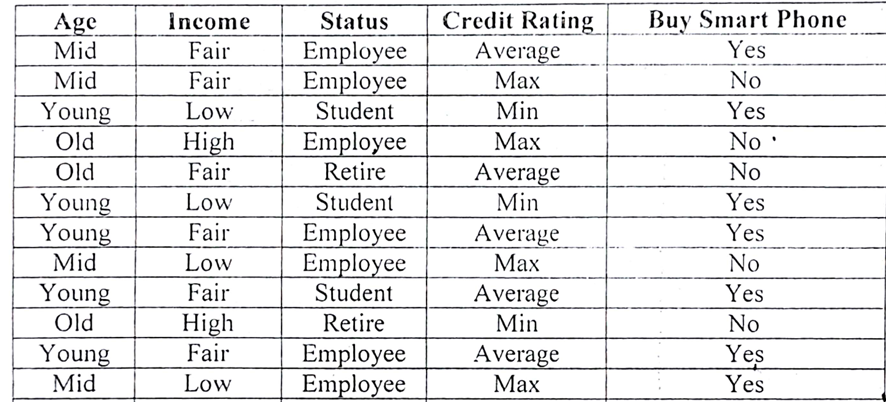 Age Income Status Credit Rating Buy Smart Phone
Mid Fair Employee Average Yes
Mid Fair Employee Max No
Young Low Student Min Yes
Old High Employee Max No
Old Fair Retire Average No
Young Low Student Min Yes
Young Fair Employee Average Yes
Mid Low Employee Max No
Young Fair Student Average Yes
Old High Retire Min No
Young Fair Employee Average Yes
Mid Low Employee Max Yes